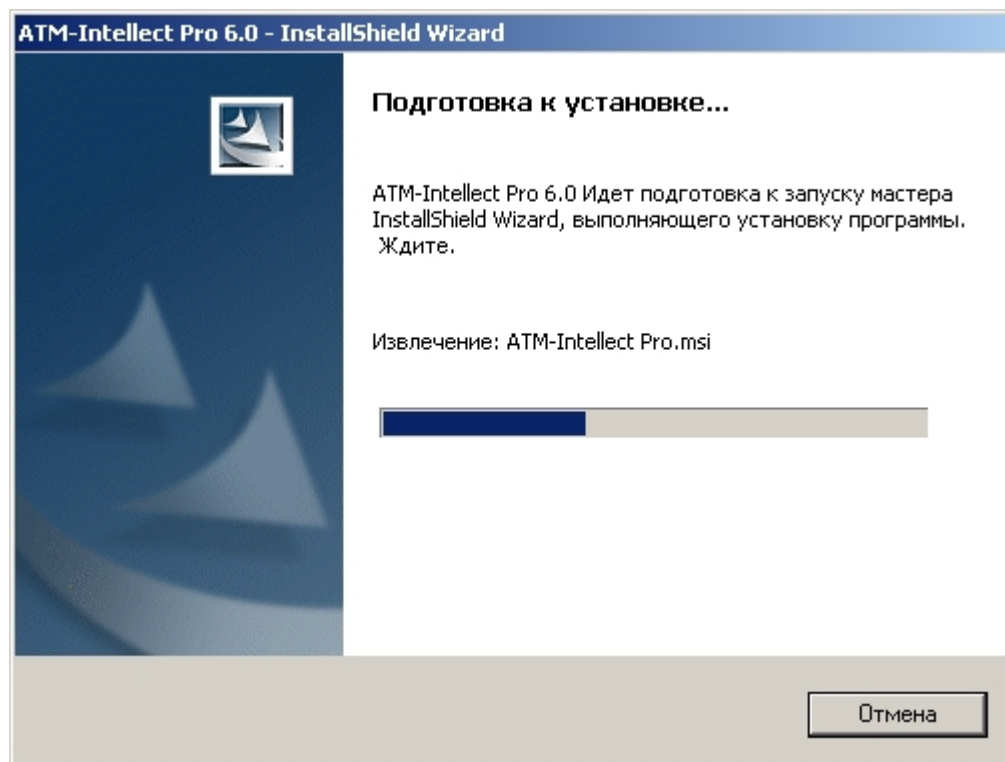 ATM-Intellect Pro 6.0 - InstallShield Wizard
Подготовка к установке...
ATM-Intellect Pro 6.0 Идет подготовка к запуску мастера
InstallShield Wizard, выполняющего установку программы.
Ждите.
Извлечение: ATM-Intellect Pro.msi
Отмена